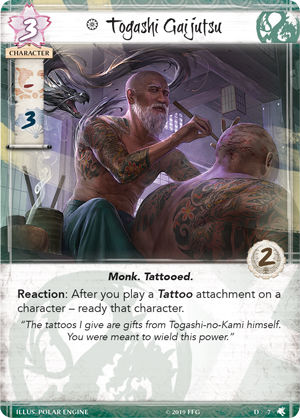 3
Togashi Gaijutsu
CHARACTER
3
2
Monk. Tattooed.
Reaction: After you play a Tattoo attachment on a
character – ready that character.
"The tattoos I give are gifts from Togashi-no-Kami himself.
You were meant to wield this power."
ILLUS. POLAR ENGINE
© 2019 FFG
D
7